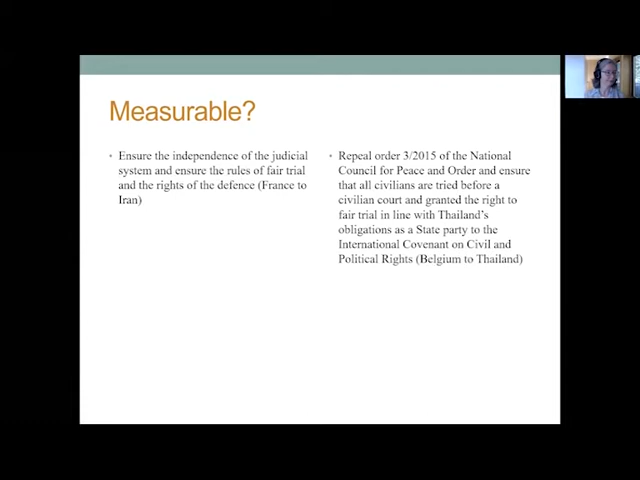 Measurable?
• Ensure the independence of the judicial
system and ensure the rules of fair trial
and the rights of the defence (France to
Iran)
• Repeal order 3/2015 of the National
Council for Peace and Order and ensure
that all civilians are tried before a
civilian court and granted the right to
fair trial in line with Thailand's
obligations as a State party to the
International Covenant on Civil and
Political Rights (Belgium to Thailand)